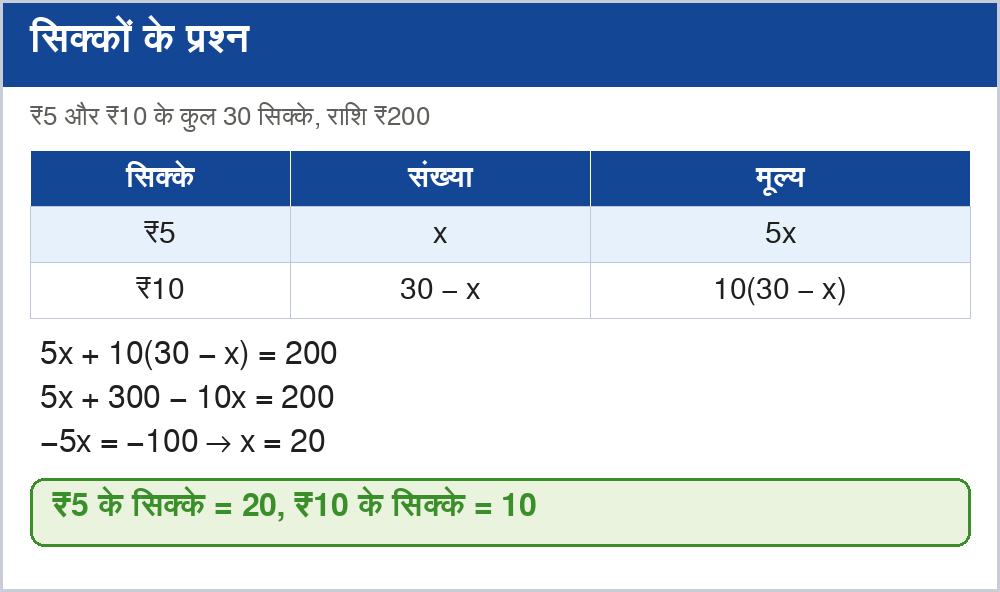 सिक्कों के प्रश्न
₹5 और ₹10 के कुल 30 सिक्के, राशि ₹200
सिक्के संख्या मूल्य
₹5 x 5x
₹10 30 – x 10(30 – x)
5x + 10(30 – x) = 200
5x + 300 – 10x = 200
–5x = –100 → x = 20
₹5 के सिक्के = 20, ₹10 के सिक्के = 10